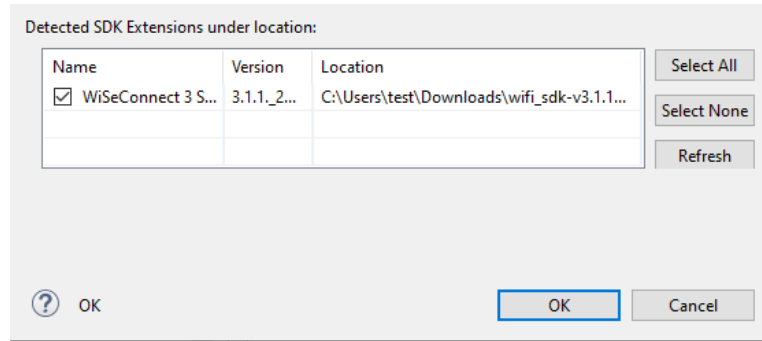 Detected SDK Extensions under location:
Name Version Location Select All
WiSeConnect 3 S... 3.1.1._2... C:\Users\test\Downloads\wifi_sdk-v3.1.1...
Select None
Refresh
? OK OK Cancel